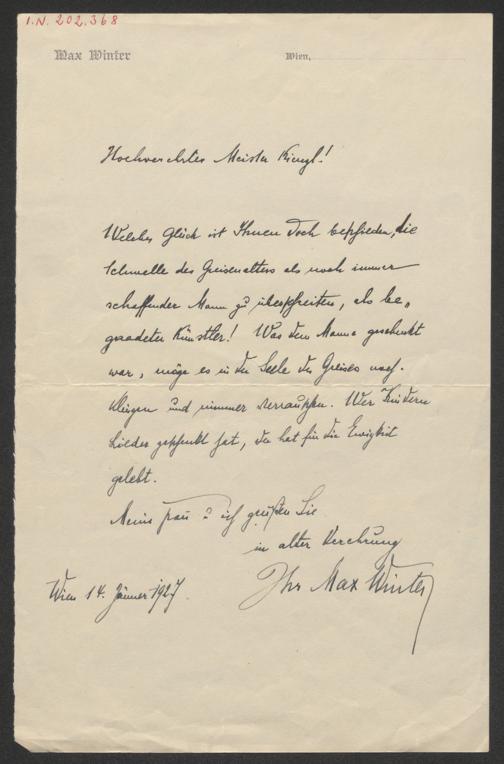 I.N. 202.368
Max Winter
Wien,
Hochverehrter Meister Kienzl!
Welches Glück ist Ihnen doch beschieden, die
Schwelle des Greisenalters als noch immer
schaffender Mann zu überschreiten, als be„
gnadeter Künstler! Was dem Manne geschenkt
war, möge es in der Seele des Greises nach-
klingen und nimmer verrauschen. Wer Kindern
Lieder geschenkt hat, der hat für die Ewigkeit
gelebt.
Meine Frau u ich grüßen Sie
in alter Verehrung
Ihr Max Winter
Wien 14. Jänner 1927.